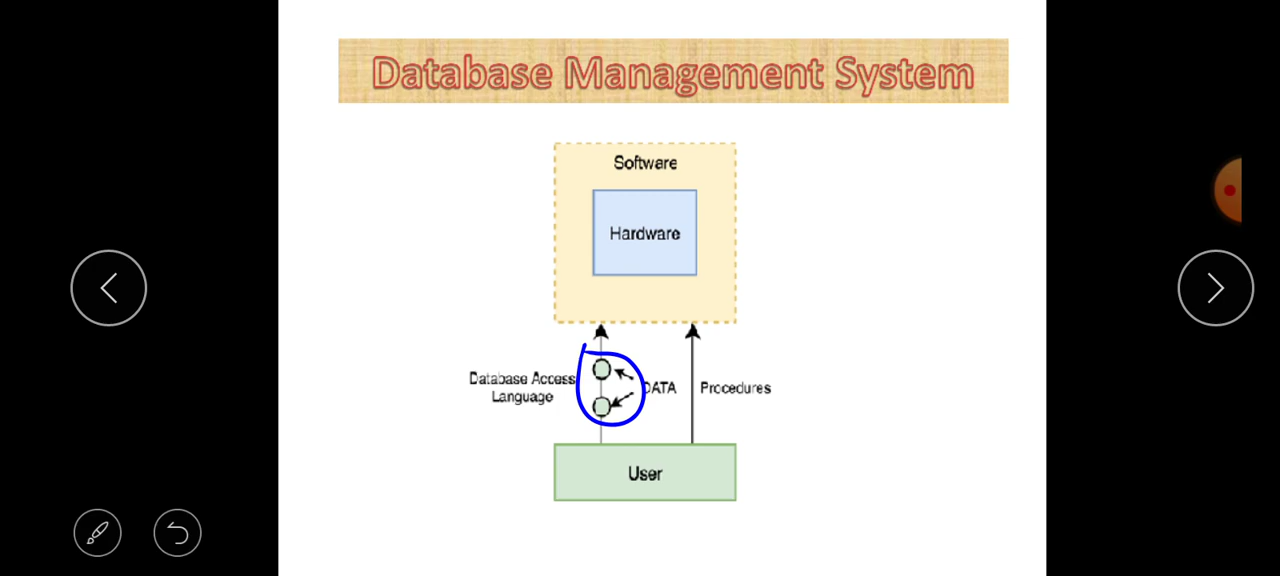 Database Management System
Software
Hardware
Database Access
Language
DATA
Procedures
User